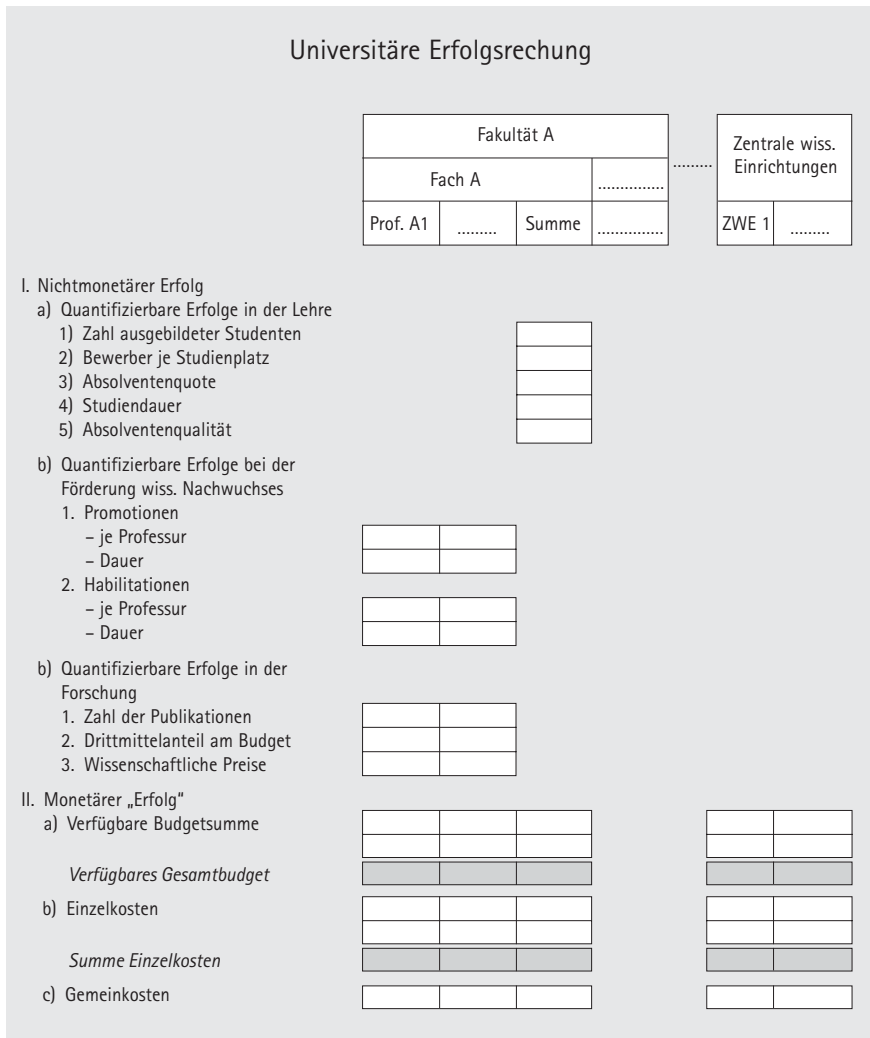 Universitäre Erfolgsrechung
Fakultät A
Fach A
...............
Prof. A1
.........
Summe
...............
.........
Zentrale wiss.
Einrichtungen
ZWE 1
.........
I. Nichtmonetärer Erfolg
a) Quantifizierbare Erfolge in der Lehre
1) Zahl ausgebildeter Studenten
2) Bewerber je Studienplatz
3) Absolventenquote
4) Studiendauer
5) Absolventenqualität
b) Quantifizierbare Erfolge bei der
Förderung wiss. Nachwuchses
1. Promotionen
– je Professur
– Dauer
2. Habilitationen
– je Professur
– Dauer
b) Quantifizierbare Erfolge in der
Forschung
1. Zahl der Publikationen
2. Drittmittelanteil am Budget
3. Wissenschaftliche Preise
II. Monetärer „Erfolg“
a) Verfügbare Budgetsumme
Verfügbares Gesamtbudget
b) Einzelkosten
Summe Einzelkosten
c) Gemeinkosten